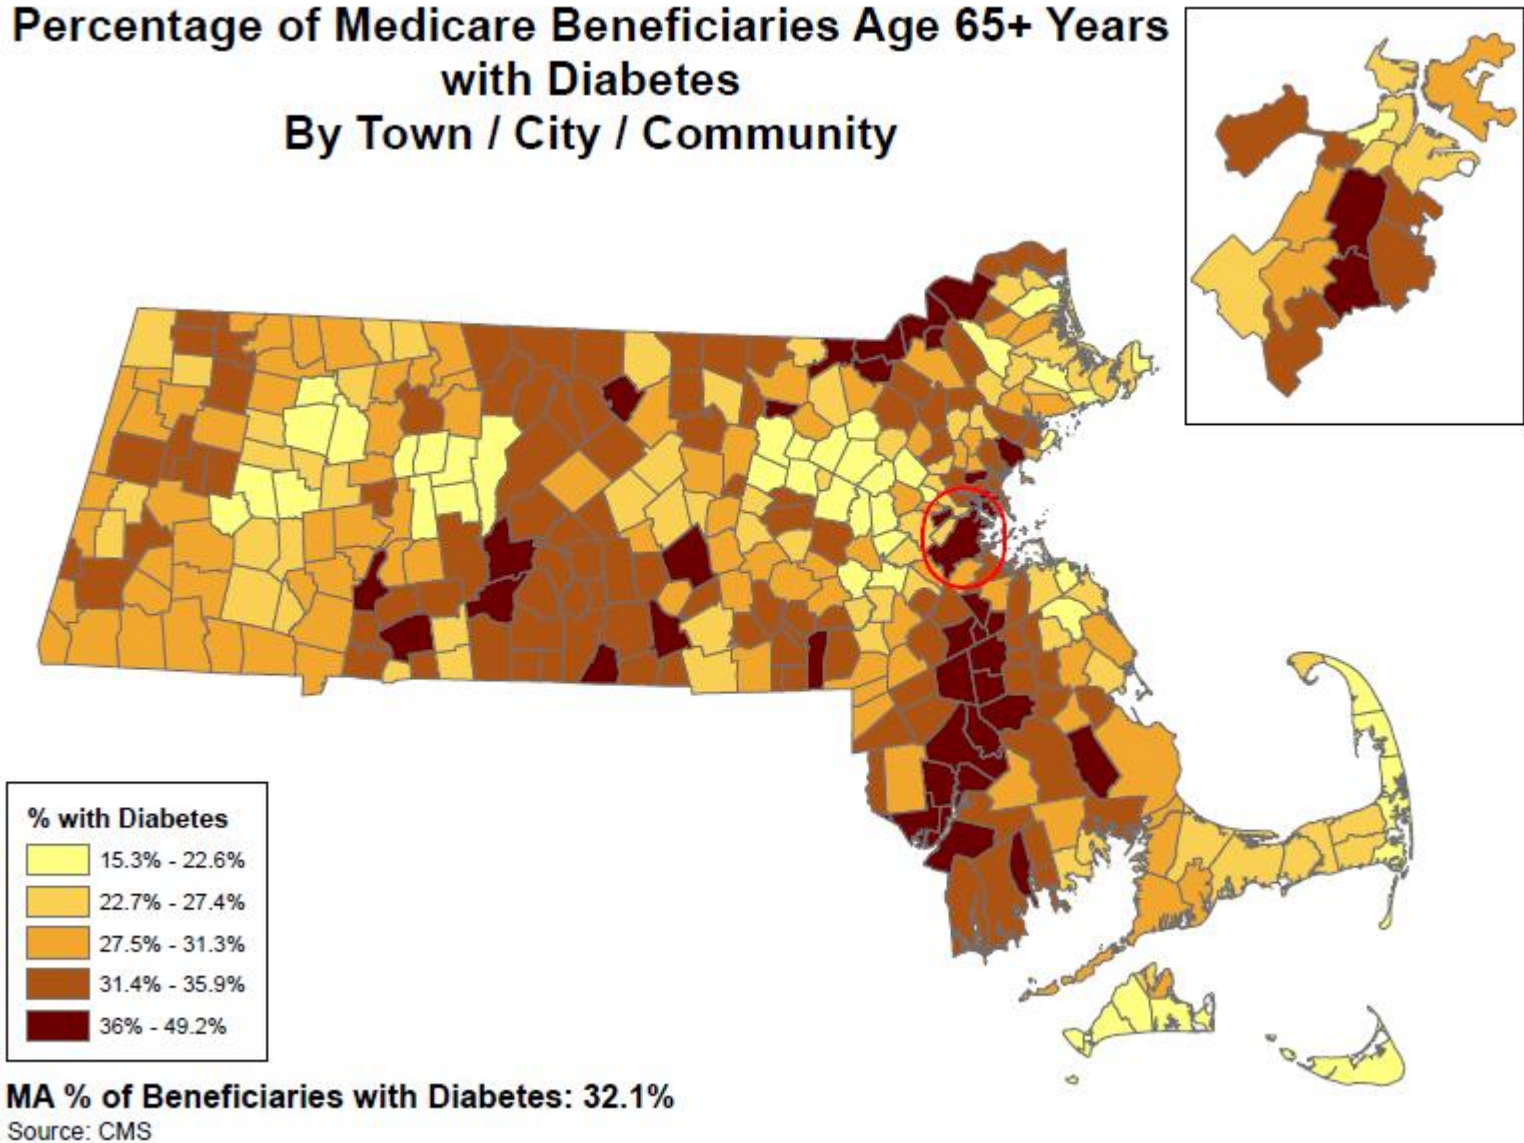 Percentage of Medicare Beneficiaries Age 65+ Years
with Diabetes
By Town / City / Community
% with Diabetes
15.3% - 22.6%
22.7% - 27.4%
27.5% - 31.3%
31.4% - 35.9%
36% - 49.2%
MA % of Beneficiaries with Diabetes: 32.1%
Source: CMS